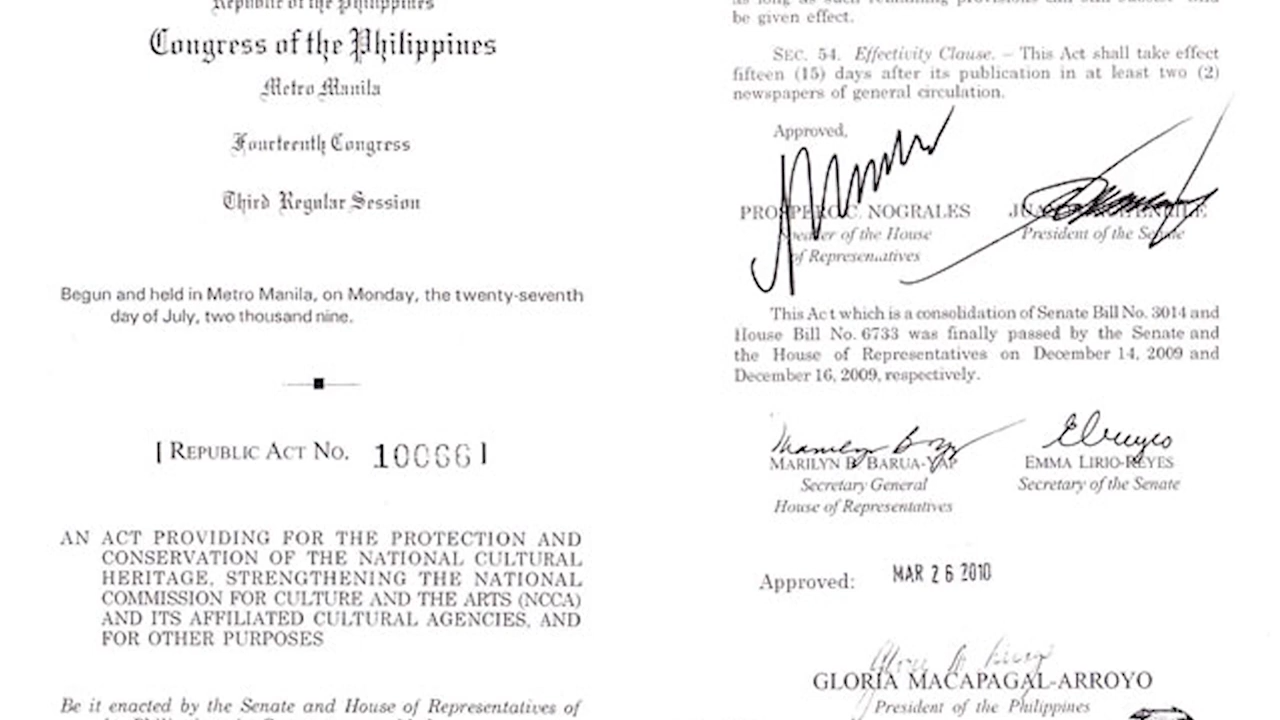 Republic of the Philippines
Congress of the Philippines
Metro Manila
Fourteenth Congress
Third Regular Session
Begun and held in Metro Manila, on Monday, the twenty-seventh
day of July, two thousand nine.
[ REPUBLIC ACT NO. 10066 ]
AN ACT PROVIDING FOR THE PROTECTION AND
CONSERVATION OF THE NATIONAL CULTURAL
HERITAGE, STRENGTHENING THE NATIONAL
COMMISSION FOR CULTURE AND THE ARTS (NCCA)
AND ITS AFFILIATED CULTURAL AGENCIES, AND
FOR OTHER PURPOSES
Be it enacted by the Senate and House of Representatives of
be given effect.
SEC. 54. Effectivity Clause. – This Act shall take effect
fifteen (15) days after its publication in at least two (2)
newspapers of general circulation.
Approved,
PROSPERO C. NOGRALES
Speaker of the House
of Representatives
JUAN PONCE ENRILE
President of the Senate
This Act which is a consolidation of Senate Bill No. 3014 and
House Bill No. 6733 was finally passed by the Senate and
the House of Representatives on December 14, 2009 and
December 16, 2009, respectively.
MARILYN B. BARUA-YAP
Secretary General
House of Representatives
EMMA LIRIO-REYES
Secretary of the Senate
Approved: MAR 26 2010
GLORIA MACAPAGAL-ARROYO
President of the Philippines